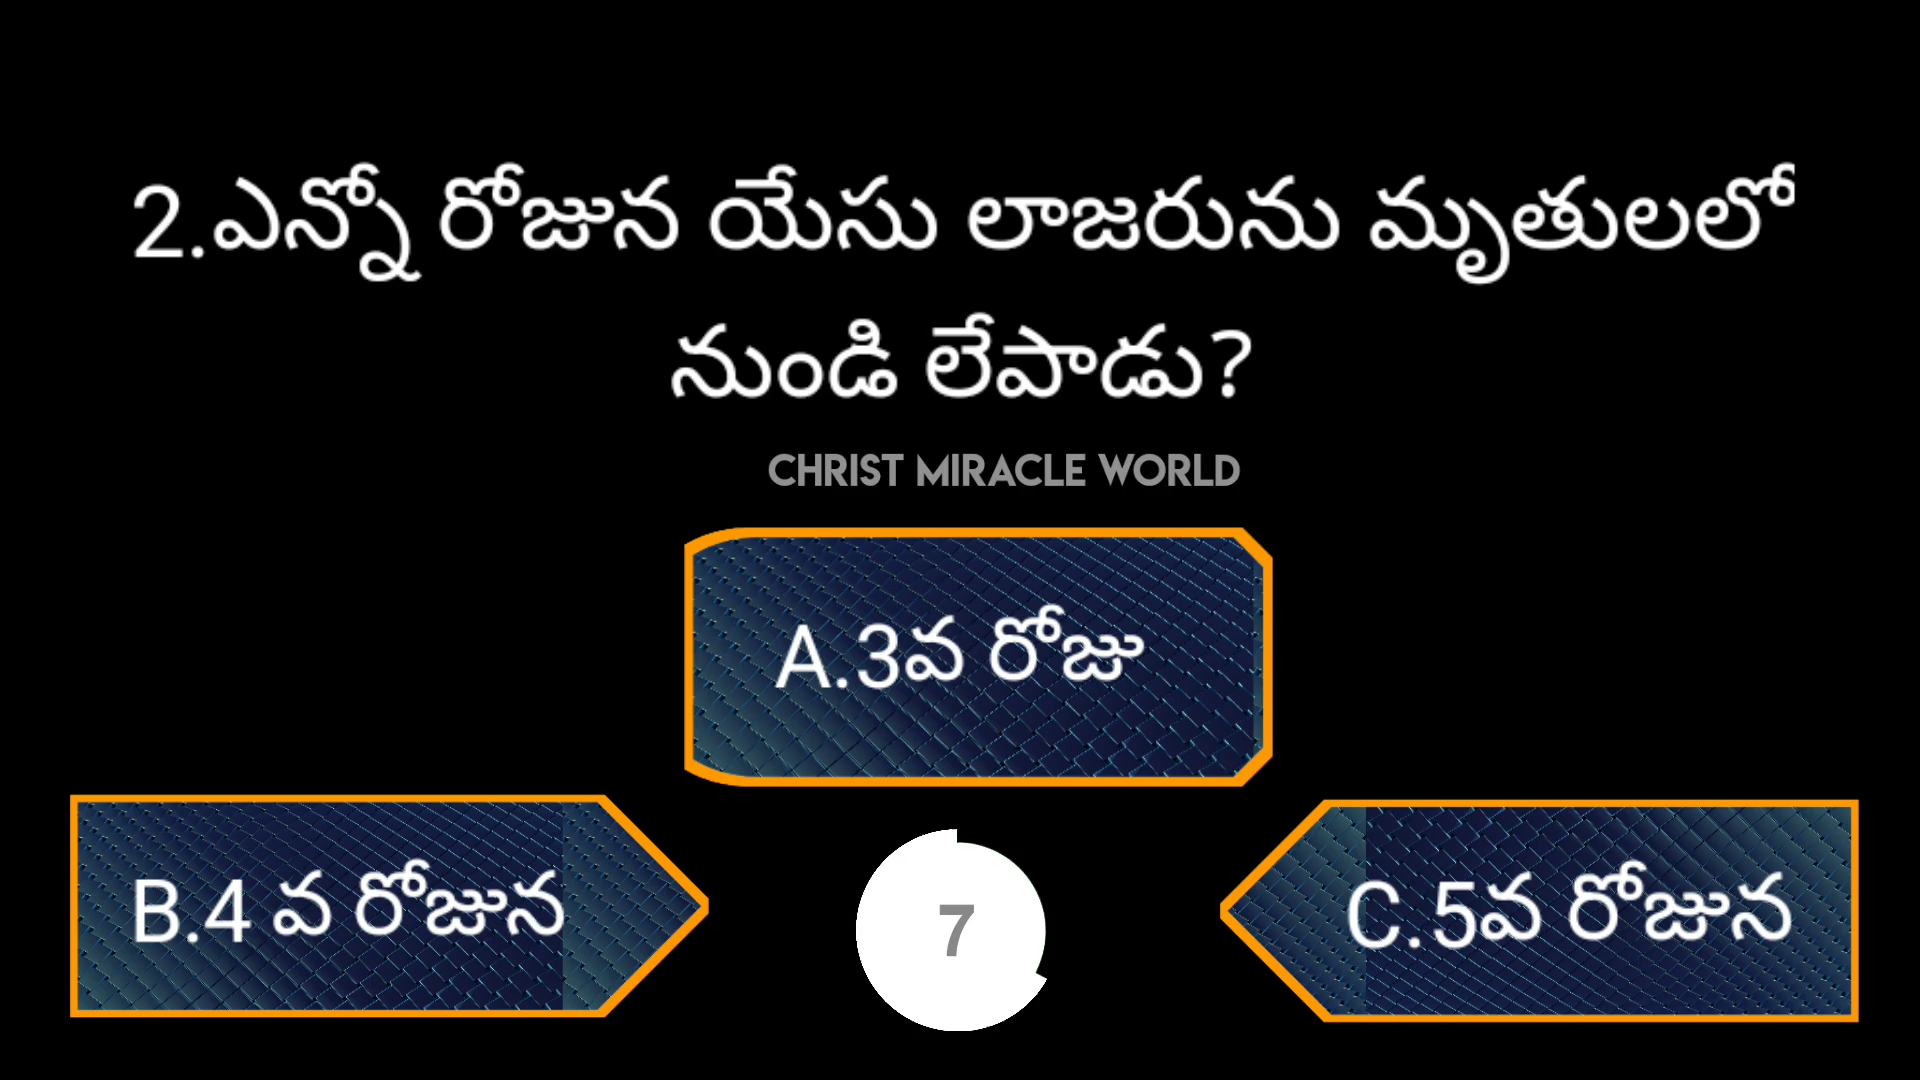 2.ఎన్నో రోజున యేసు లాజరును మృతులలో
నుండి లేపాడు?
CHRIST MIRACLE WORLD
A.3వ రోజు
B.4 వ రోజున
7
C.5వ రోజున